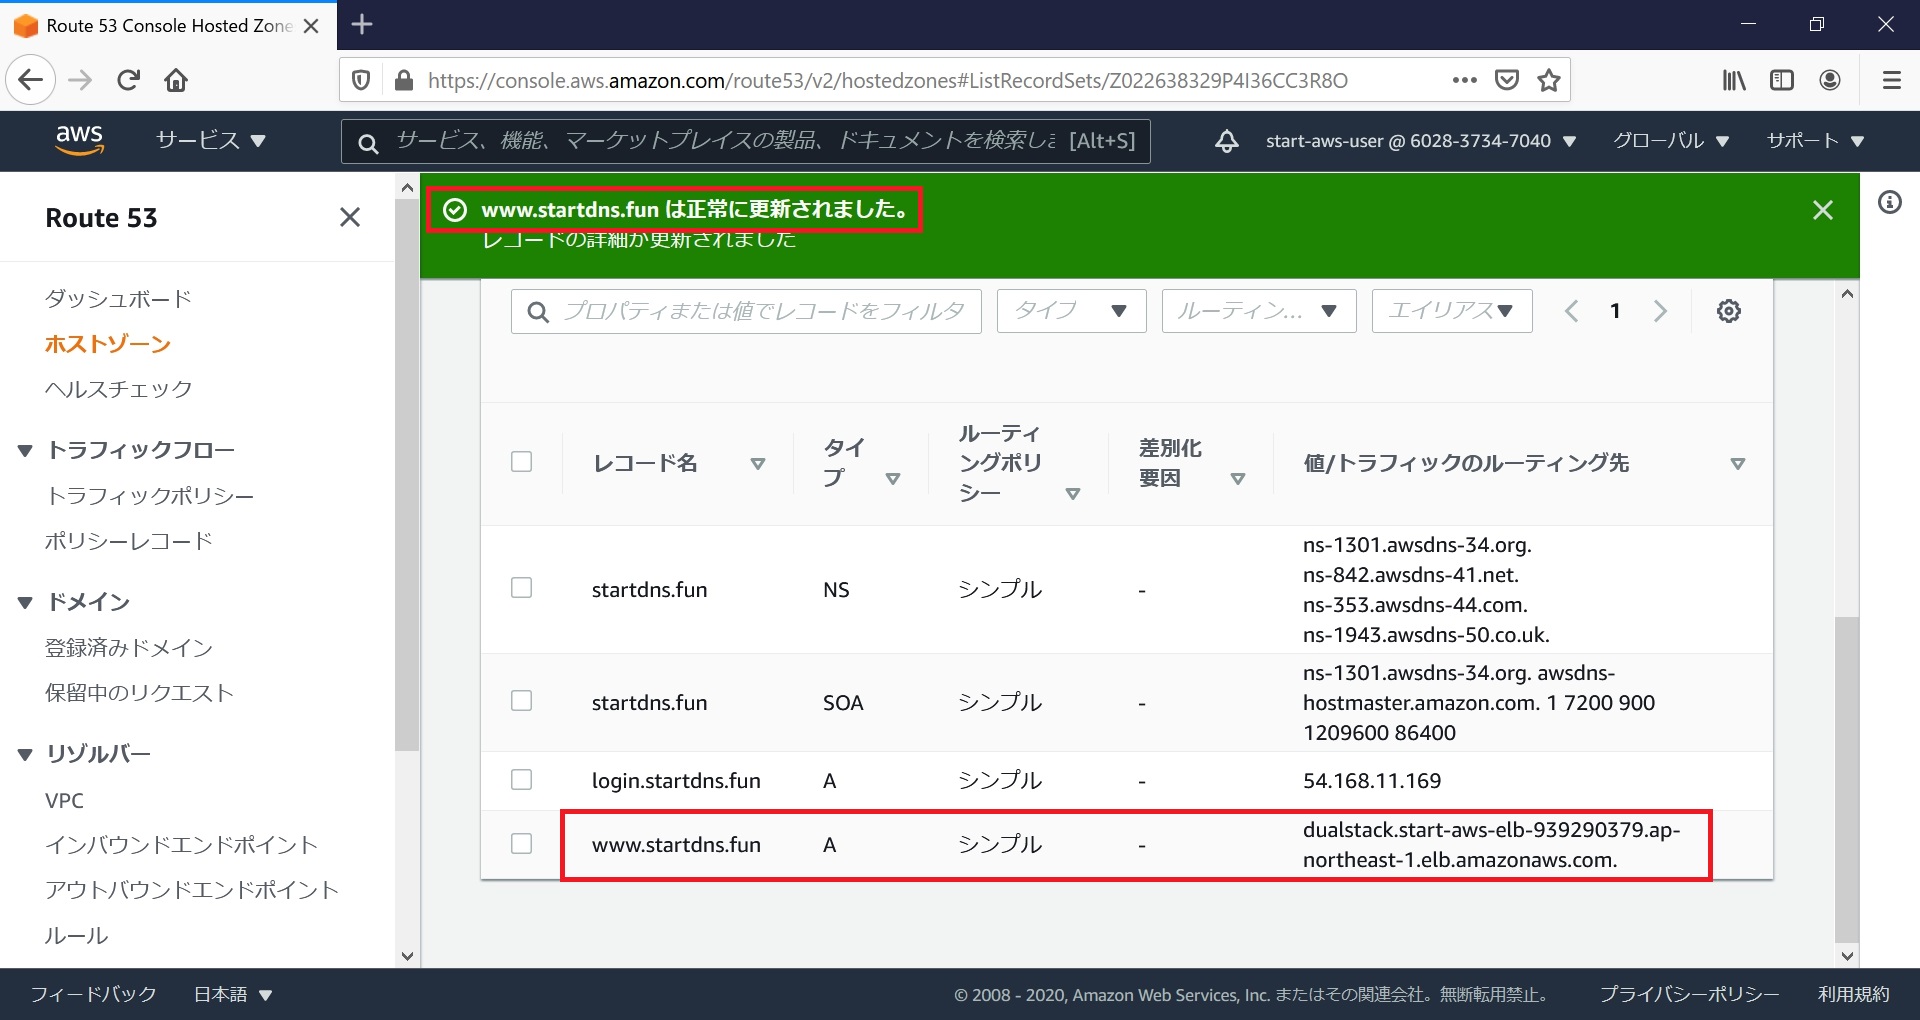 Route 53 Console Hosted Zone
https://console.aws.amazon.com/route53/v2/hostedzones#ListRecordSets/Z022638329P4I36CC3R8O
aws
サービス
サービス、機能、マーケットプレイスの製品、ドキュメントを検索しま
[Alt+S]
start-aws-user @ 6028-3734-7040
グローバル
サポート
Route 53
ダッシュボード
ホストゾーン
ヘルスチェック
トラフィックフロー
トラフィックポリシー
ポリシーレコード
ドメイン
登録済みドメイン
保留中のリクエスト
リゾルバー
VPC
インバウンドエンドポイント
アウトバウンドエンドポイント
ルール
www.startdns.fun は正常に更新されました。
レコードの詳細が更新されました
プロパティまたは値でレコードをフィルタ
タイプ
ルーティン...
エイリアス
1
レコード名
タイ
プ
ルーティ
ングポリ
シー
差別化
要因
値/トラフィックのルーティング先
startdns.fun
NS
シンプル
-
ns-1301.awsdns-34.org.
ns-842.awsdns-41.net.
ns-353.awsdns-44.com.
ns-1943.awsdns-50.co.uk.
startdns.fun
SOA
シンプル
-
ns-1301.awsdns-34.org. awsdns-
hostmaster.amazon.com. 1 7200 900
1209600 86400
login.startdns.fun
A
シンプル
-
54.168.11.169
www.startdns.fun
A
シンプル
-
dualstack.start-aws-elb-939290379.ap-
northeast-1.elb.amazonaws.com.
フィードバック
日本語
© 2008 - 2020, Amazon Web Services, Inc. またはその関連会社。無断転用禁止。
プライバシーポリシー
利用規約